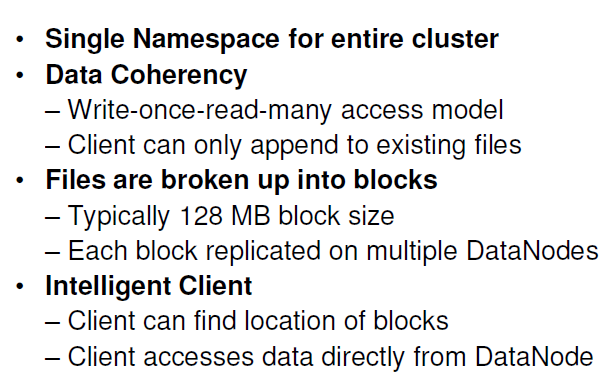 • Single Namespace for entire cluster
• Data Coherency
– Write-once-read-many access model
– Client can only append to existing files
• Files are broken up into blocks
– Typically 128 MB block size
– Each block replicated on multiple DataNodes
• Intelligent Client
– Client can find location of blocks
– Client accesses data directly from DataNode